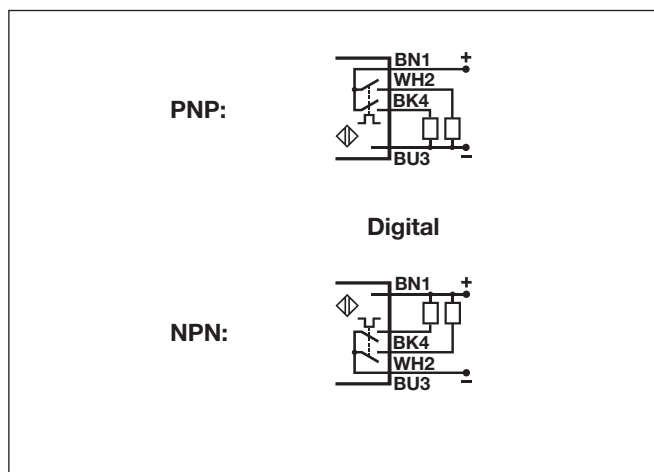 BN1 +
WH2
PNP: BK4
BU3 −
Digital
BN1 +
NPN: BK4
WH2
BU3 −